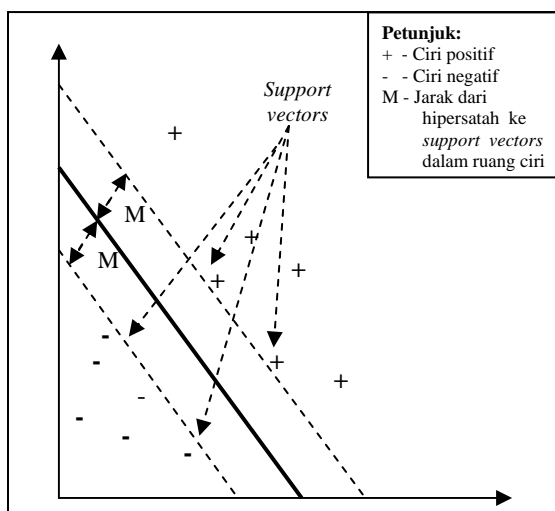 Petunjuk:
+ - Ciri positif
- - Ciri negatif
M - Jarak dari
hipersatah ke
support vectors
dalam ruang ciri
Support
vectors
+
M
+
M
+
+
-
+
-
+
-
-
-
-